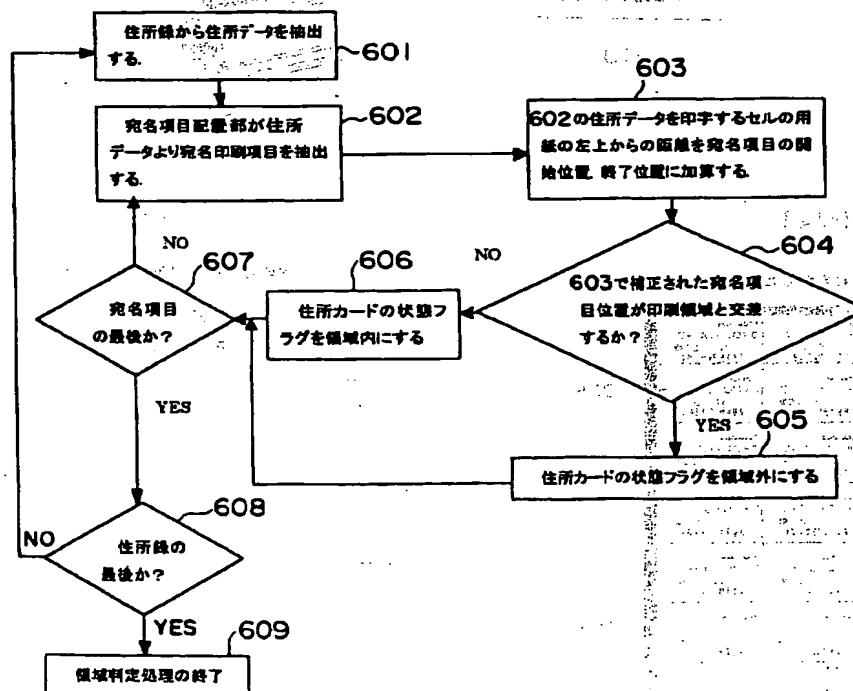 住所録から住所データを抽出
する.
601
宛名項目配置部が住所
データより宛名印刷項目を抽出
する.
602
603
602の住所データを印字するセルの用
紙の左上からの距離を宛名項目の開
始位置.終了位置に加算する.
604
603で補正された宛名項
目位置が印刷領域と交差
するか?
NO
YES
605
住所カードの状態フラグを領域外にする
606
住所カードの状態フ
ラグを領域内にする
607
宛名項目
の最後か?
NO
YES
608
住所録の
最後か?
NO
YES
609
領域判定処理の終了